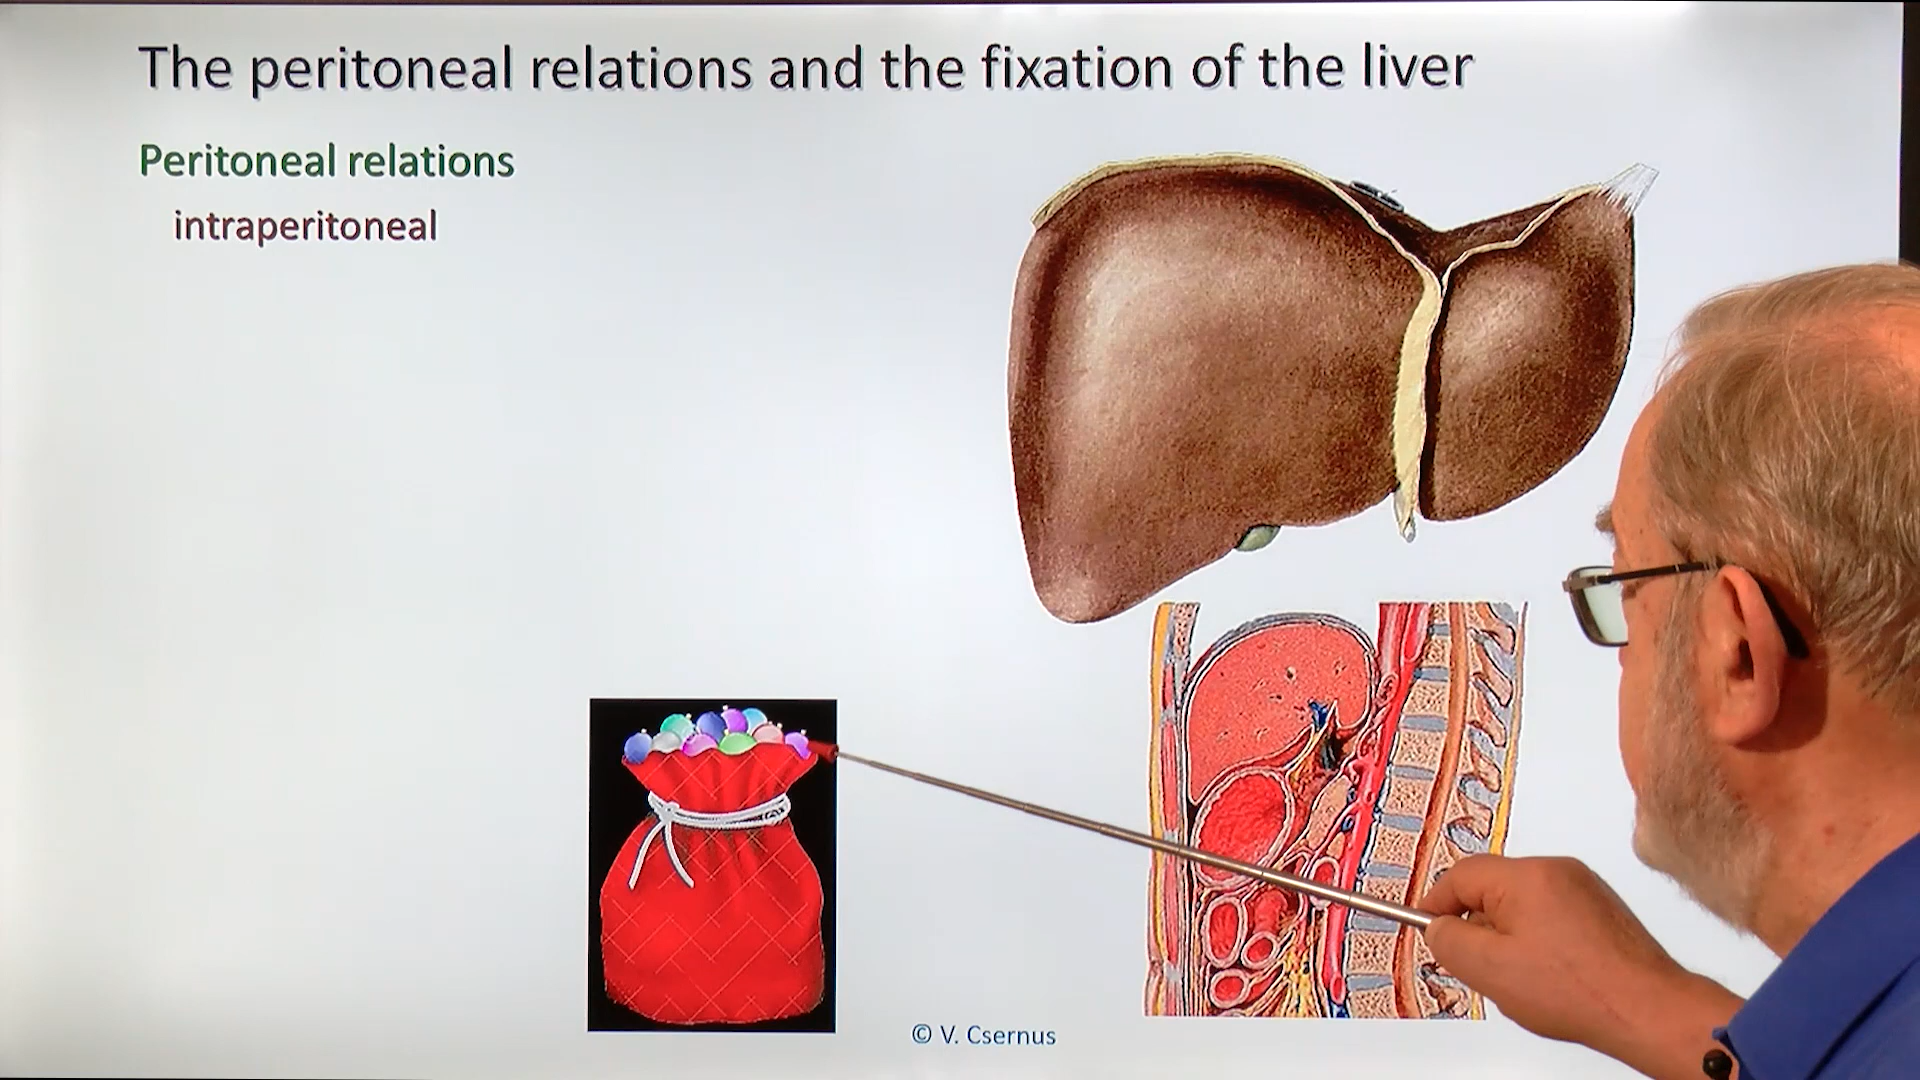 The peritoneal relations and the fixation of the liver
Peritoneal relations
intraperitoneal
© V. Csernus